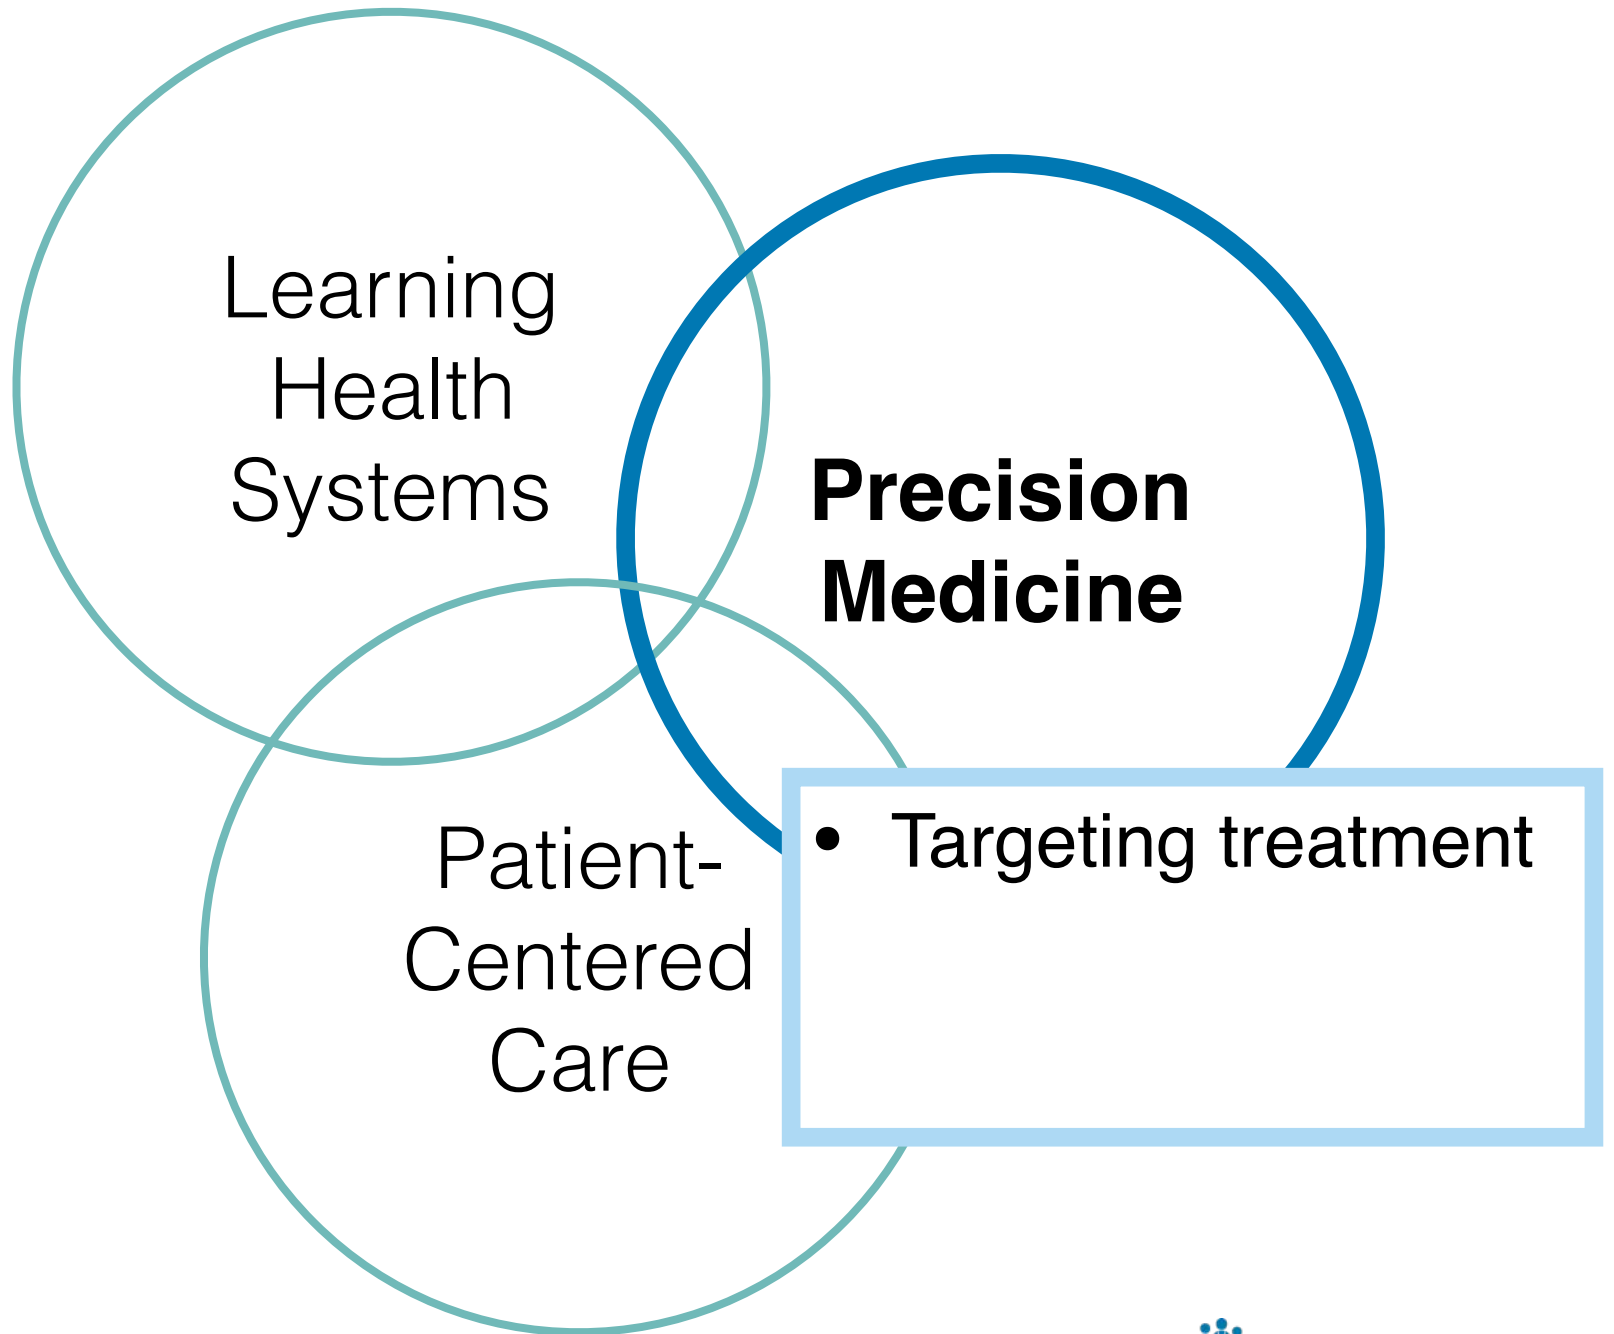 Learning
Health
Systems
Precision
Medicine
Patient-
Centered
Care
• Targeting treatment